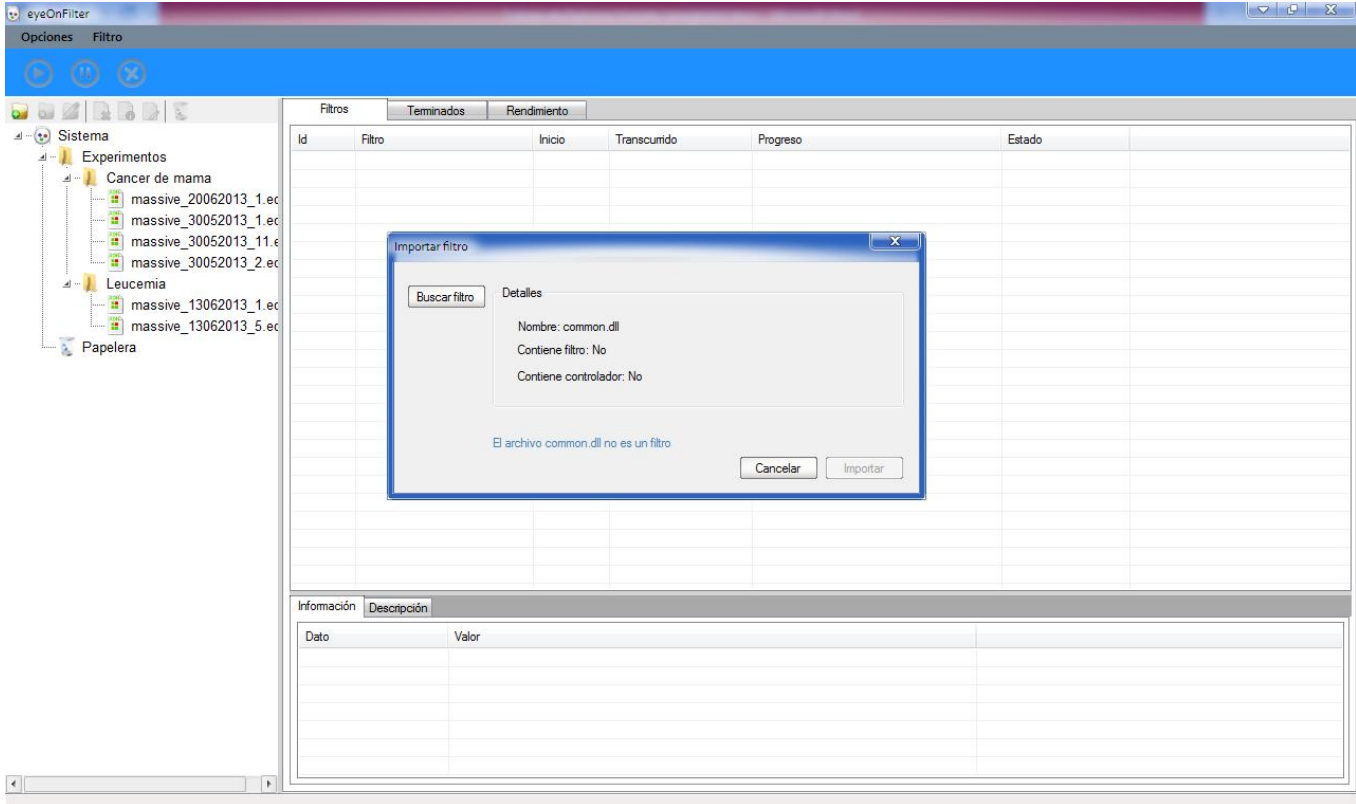 eyeOnFilter
Opciones Filtro
Filtros Terminados Rendimiento
Id Filtro Inicio Transcurrido Progreso Estado
Sistema
Experimentos
Cancer de mama
massive_20062013_1.ec
massive_30052013_1.ec
massive_30052013_11.e
massive_30052013_2.ec
Leucemia
massive_13062013_1.ec
massive_13062013_5.ec
Papelera
Importar filtro
Buscar filtro
Detalles
Nombre: common.dll
Contiene filtro: No
Contiene controlador: No
El archivo common.dll no es un filtro
Cancelar Importar
Información Descripción
Dato Valor